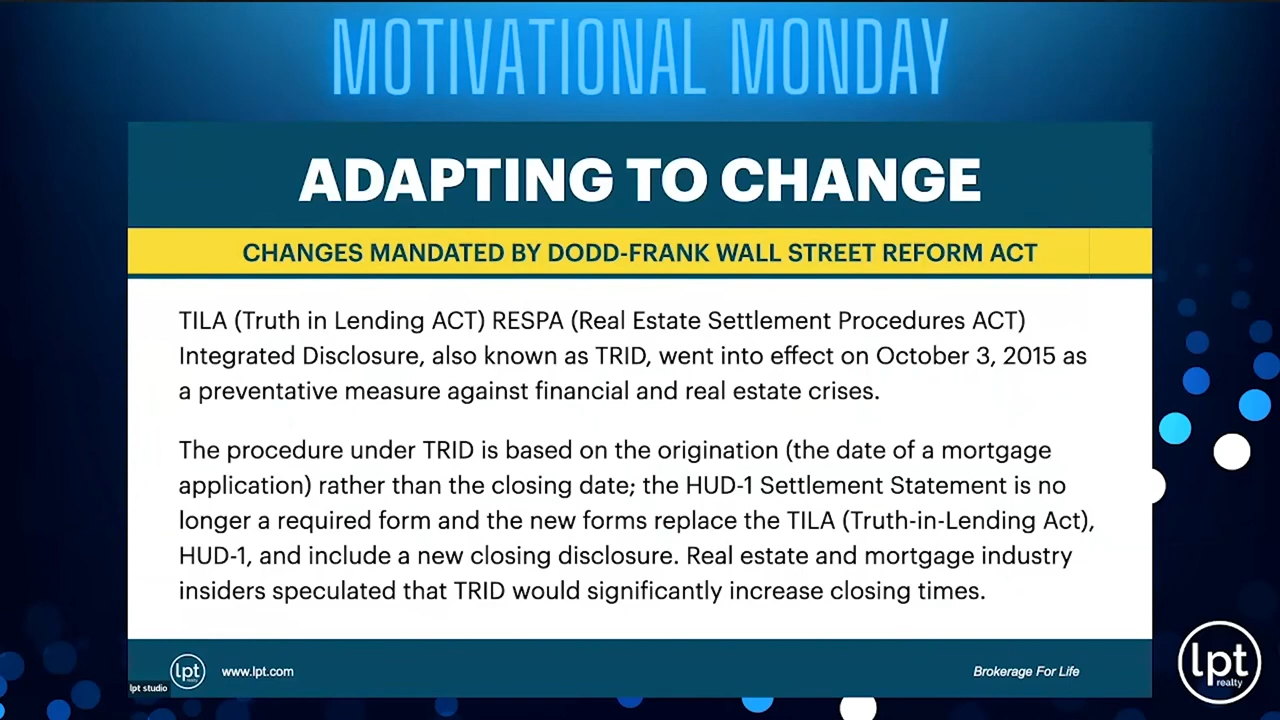 MOTIVATIONAL MONDAY
ADAPTING TO CHANGE
CHANGES MANDATED BY DODD-FRANK WALL STREET REFORM ACT
TILA (Truth in Lending ACT) RESPA (Real Estate Settlement Procedures ACT)
Integrated Disclosure, also known as TRID, went into effect on October 3, 2015 as
a preventative measure against financial and real estate crises.
The procedure under TRID is based on the origination (the date of a mortgage
application) rather than the closing date; the HUD-1 Settlement Statement is no
longer a required form and the new forms replace the TILA (Truth-in-Lending Act),
HUD-1, and include a new closing disclosure. Real estate and mortgage industry
insiders speculated that TRID would significantly increase closing times.
lpt
www.lpt.com
Brokerage For Life
lpt studio
lpt
realty